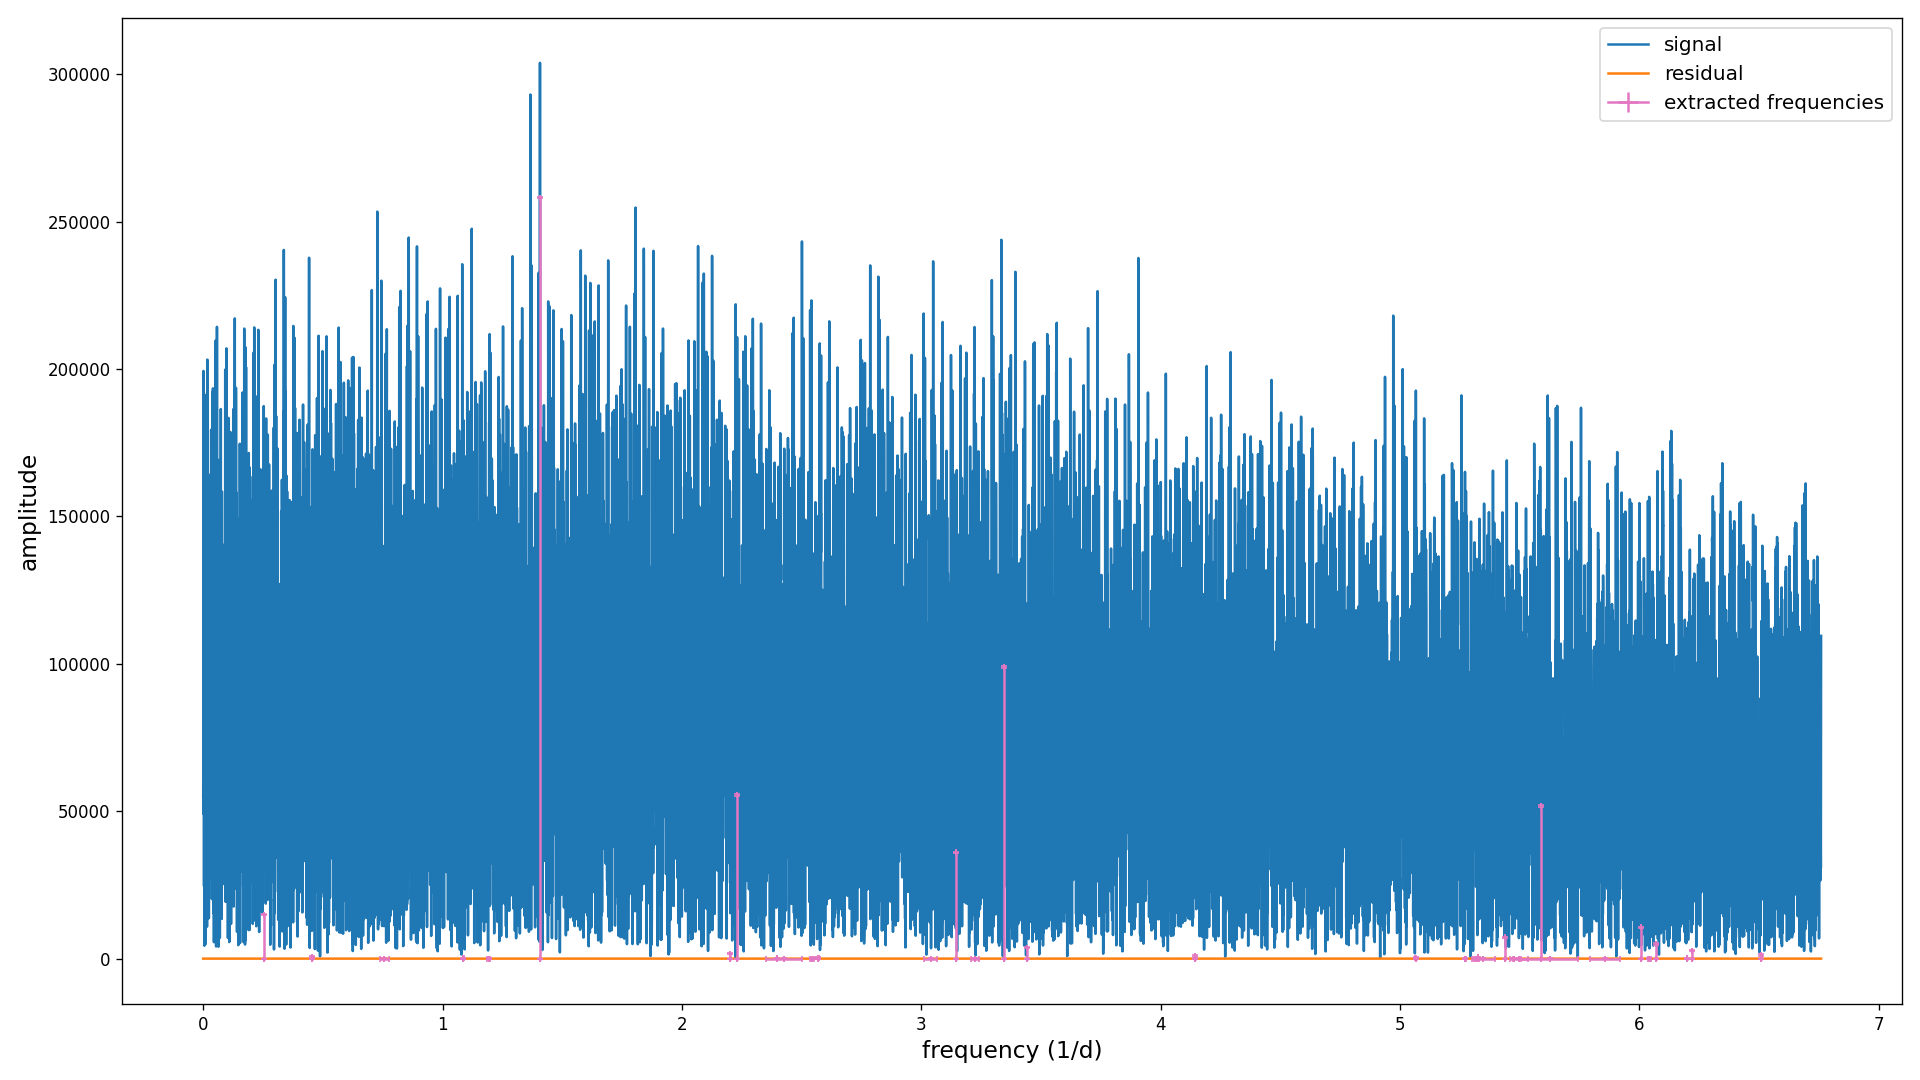 signal
residual
extracted frequencies
300000
250000
200000
150000
100000
50000
0
amplitude
0 1 2 3 4 5 6 7
frequency (1/d)